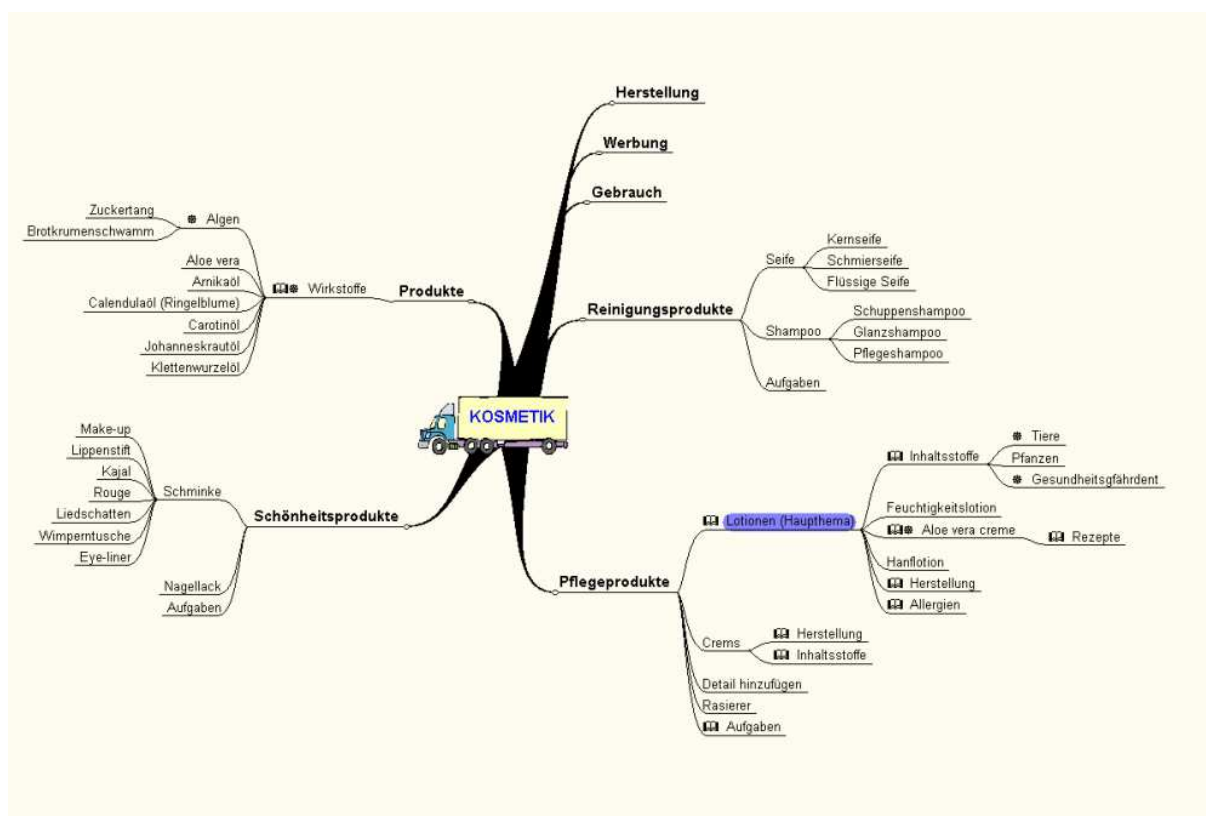 Herstellung
Werbung
Gebrauch
Zuckertang
Brotkrumenschwamm
Algen
Aloe vera
Arnikaöl
Calendulaöl (Ringelblume)
Carotinöl
Johanneskrautöl
Klettenwurzelöl
Wirkstoffe
Produkte
Reinigungsprodukte
Seife
Kernseife
Schmierseife
Flüssige Seife
Shampoo
Schuppenshampoo
Glanzshampoo
Pflegeshampoo
Aufgaben
KOSMETIK
Make-up
Lippenstift
Kajal
Rouge
Liedschatten
Wimperntusche
Eye-liner
Schminke
Nagellack
Aufgaben
Schönheitsprodukte
Pflegeprodukte
Lotionen (Haupthema)
Inhaltsstoffe
Tiere
Pfanzen
Gesundheitsgfährdent
Feuchtigkeitslotion
Aloe vera creme
Rezepte
Hanflotion
Herstellung
Allergien
Crems
Herstellung
Inhaltsstoffe
Detail hinzufügen
Rasierer
Aufgaben